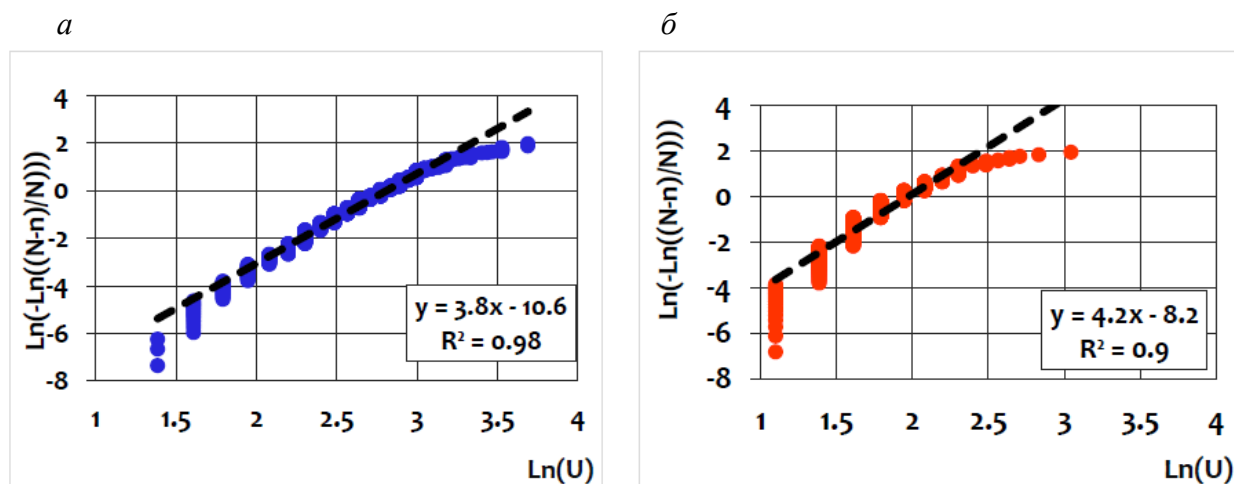 а
4
2
0
-2
-4
-6
-8
Ln(-Ln((N-n)/N)))
y = 3.8x - 10.6
R² = 0.98
1 1.5 2 2.5 3 3.5 4
Ln(U)
б
4
2
0
-2
-4
-6
-8
Ln(-Ln((N-n)/N)))
y = 4.2x - 8.2
R² = 0.9
1 1.5 2 2.5 3 3.5 4
Ln(U)